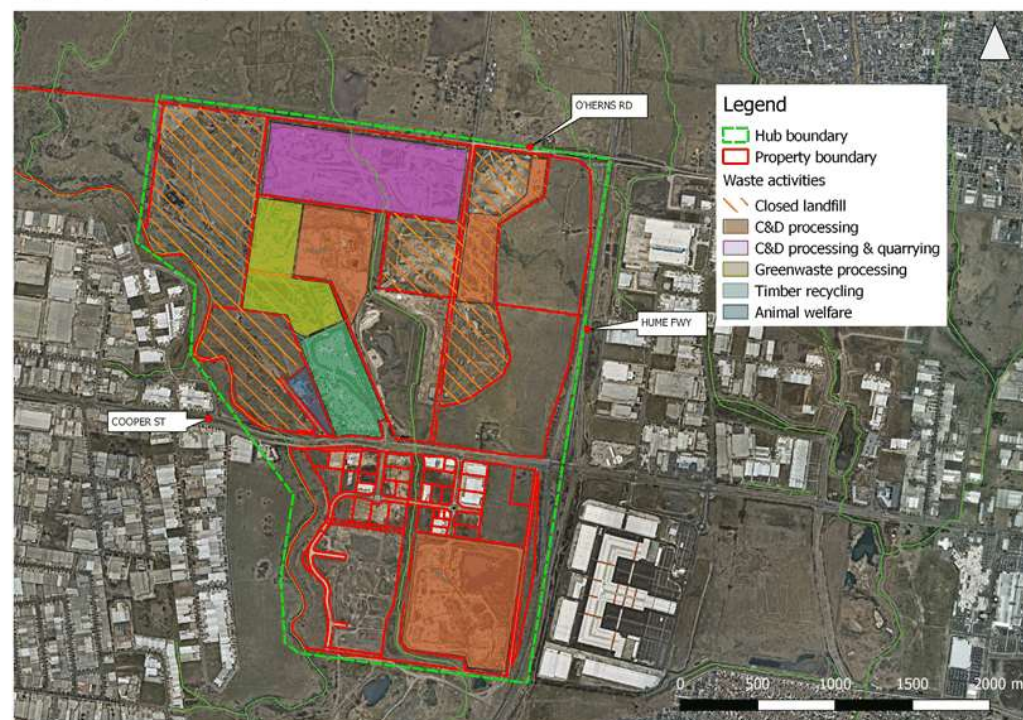 O'HERNS RD
Legend
Hub boundary
Property boundary
Waste activities
Closed landfill
C&D processing
C&D processing & quarrying
Greenwaste processing
Timber recycling
Animal welfare
HUME FWY
COOPER ST
0 500 1000 1500 2000 m